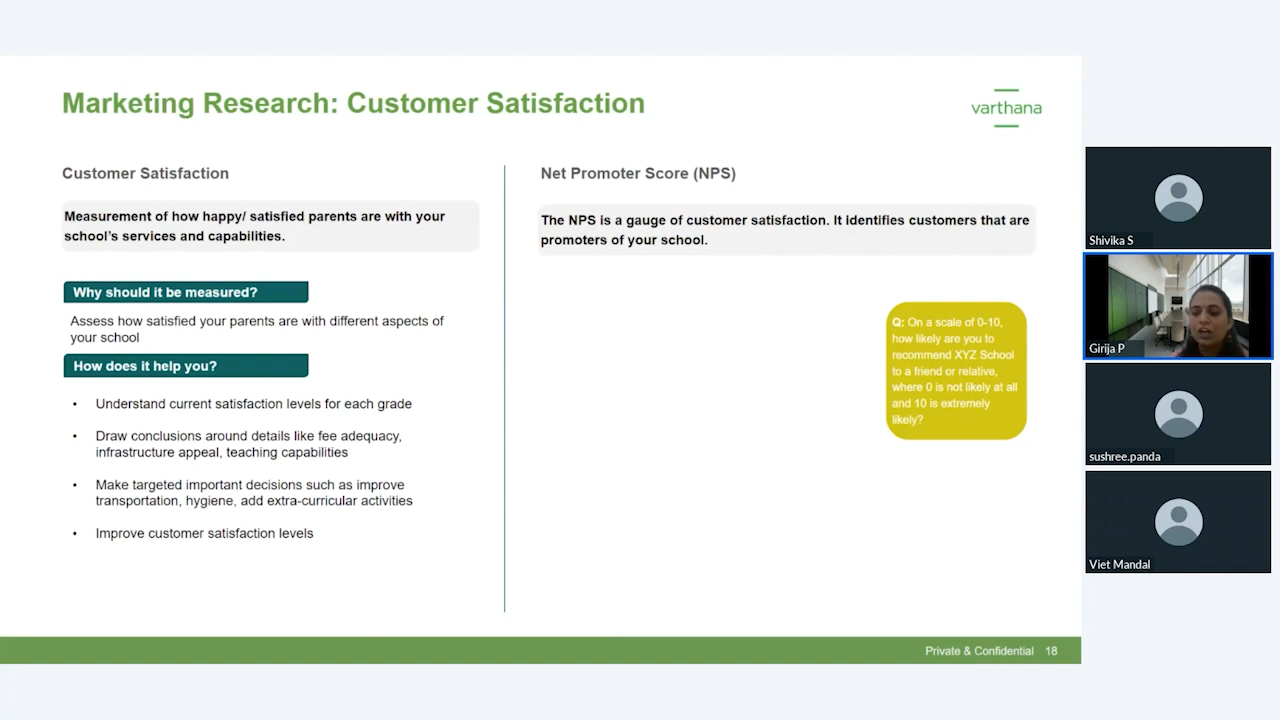 Marketing Research: Customer Satisfaction
varthana
Customer Satisfaction
Measurement of how happy/ satisfied parents are with your
school's services and capabilities.
Why should it be measured?
Assess how satisfied your parents are with different aspects of
your school
How does it help you?
• Understand current satisfaction levels for each grade
• Draw conclusions around details like fee adequacy,
infrastructure appeal, teaching capabilities
• Make targeted important decisions such as improve
transportation, hygiene, add extra-curricular activities
• Improve customer satisfaction levels
Net Promoter Score (NPS)
The NPS is a gauge of customer satisfaction. It identifies customers that are
promoters of your school.
Q: On a scale of 0-10,
how likely are you to
recommend XYZ School
to a friend or relative,
where 0 is not likely at all
and 10 is extremely
likely?
Private & Confidential 18
Shivika S
Girija P
sushree.panda
Viet Mandal